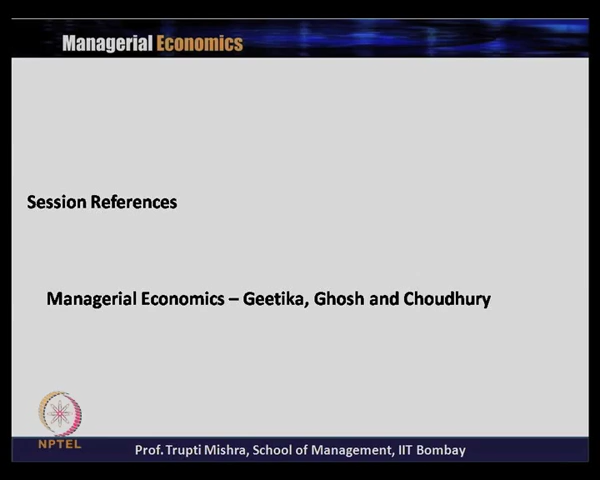 Managerial Economics
Session References
Managerial Economics – Geetika, Ghosh and Choudhury
NPTEL
Prof. Trupti Mishra, School of Management, IIT Bombay